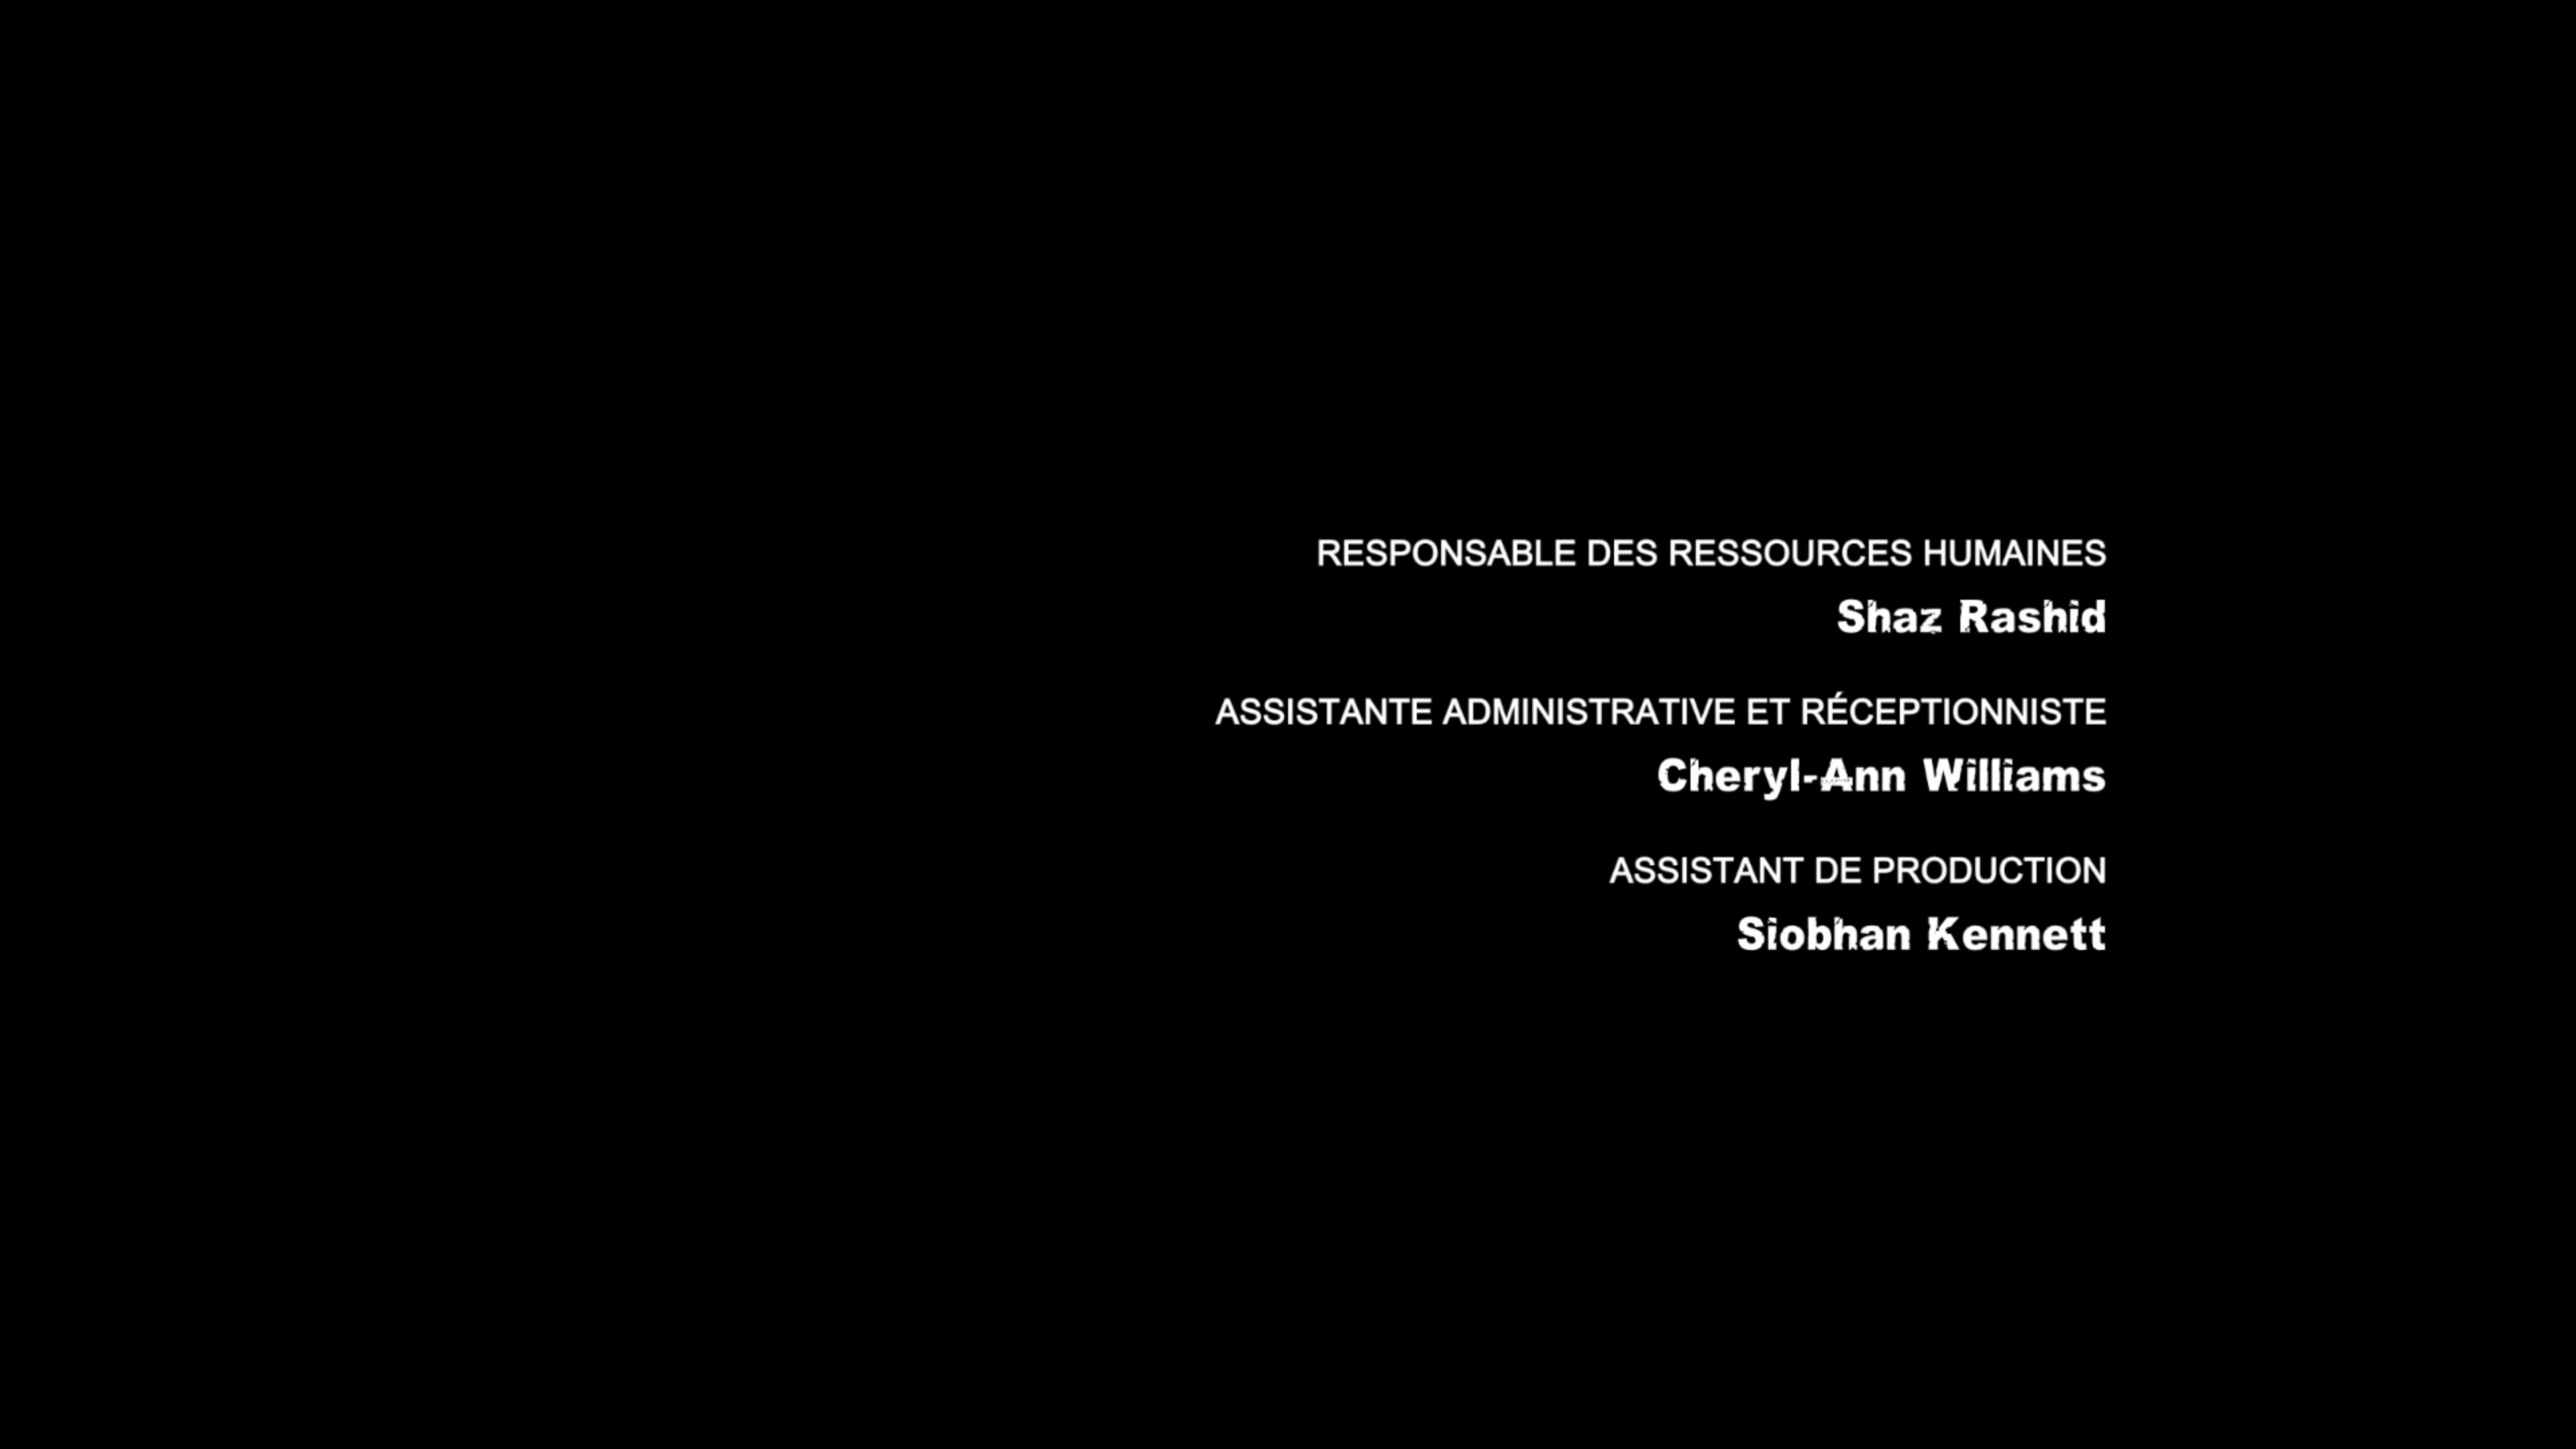 RESPONSABLE DES RESSOURCES HUMAINES
Shaz Rashid
ASSISTANTE ADMINISTRATIVE ET RÉCEPTIONNISTE
Cheryl-Ann Williams
ASSISTANT DE PRODUCTION
Siobhan Kennett